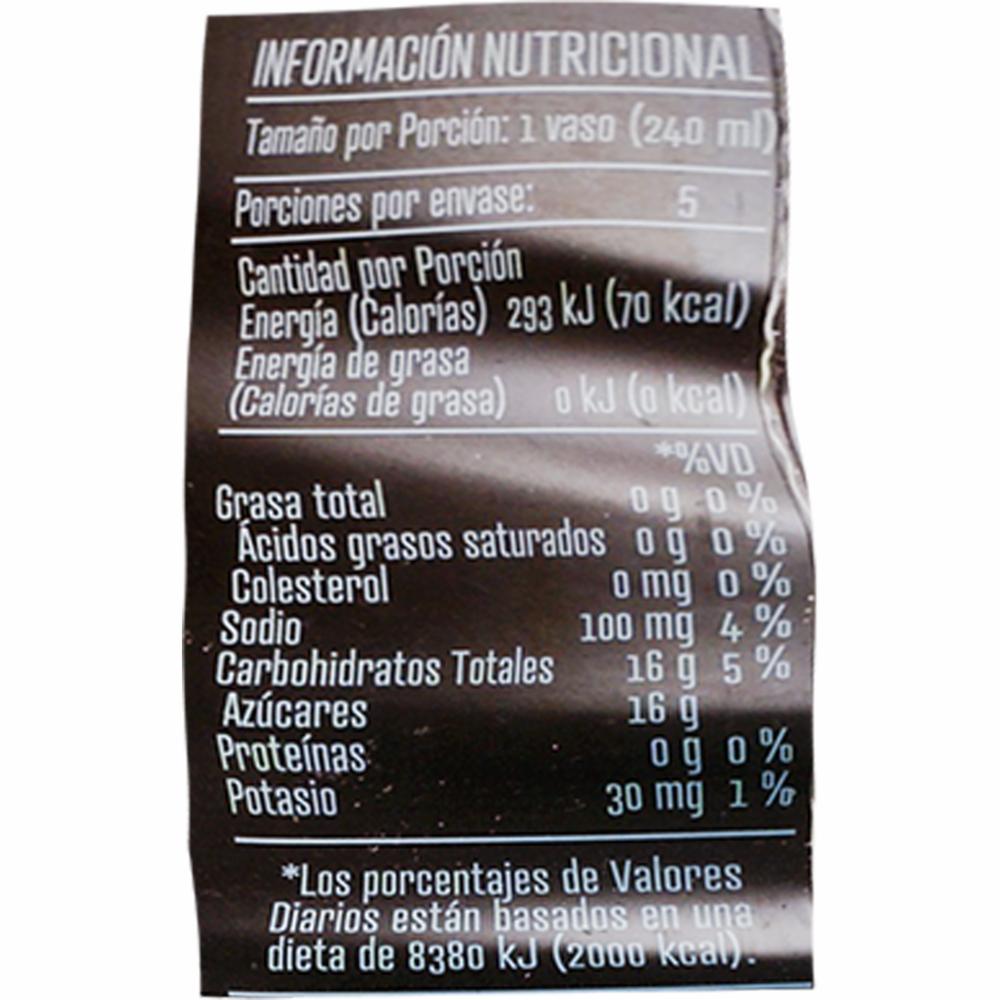 INFORMACIÓN NUTRICIONAL
Tamaño por Porción: 1 vaso (240 ml)
Porciones por envase: 5
Cantidad por Porción
Energía (Calorías) 293 kJ (70 kcal)
Energía de grasa
(Calorías de grasa) 0 kJ (0 kcal)
*%VD
Grasa total 0 g 0 %
Ácidos grasos saturados 0 g 0 %
Colesterol 0 mg 0 %
Sodio 100 mg 4 %
Carbohidratos Totales 16 g 5 %
Azúcares 16 g
Proteínas 0 g 0 %
Potasio 30 mg 1 %
*Los porcentajes de Valores
Diarios están basados en una
dieta de 8380 kJ (2000 kcal).